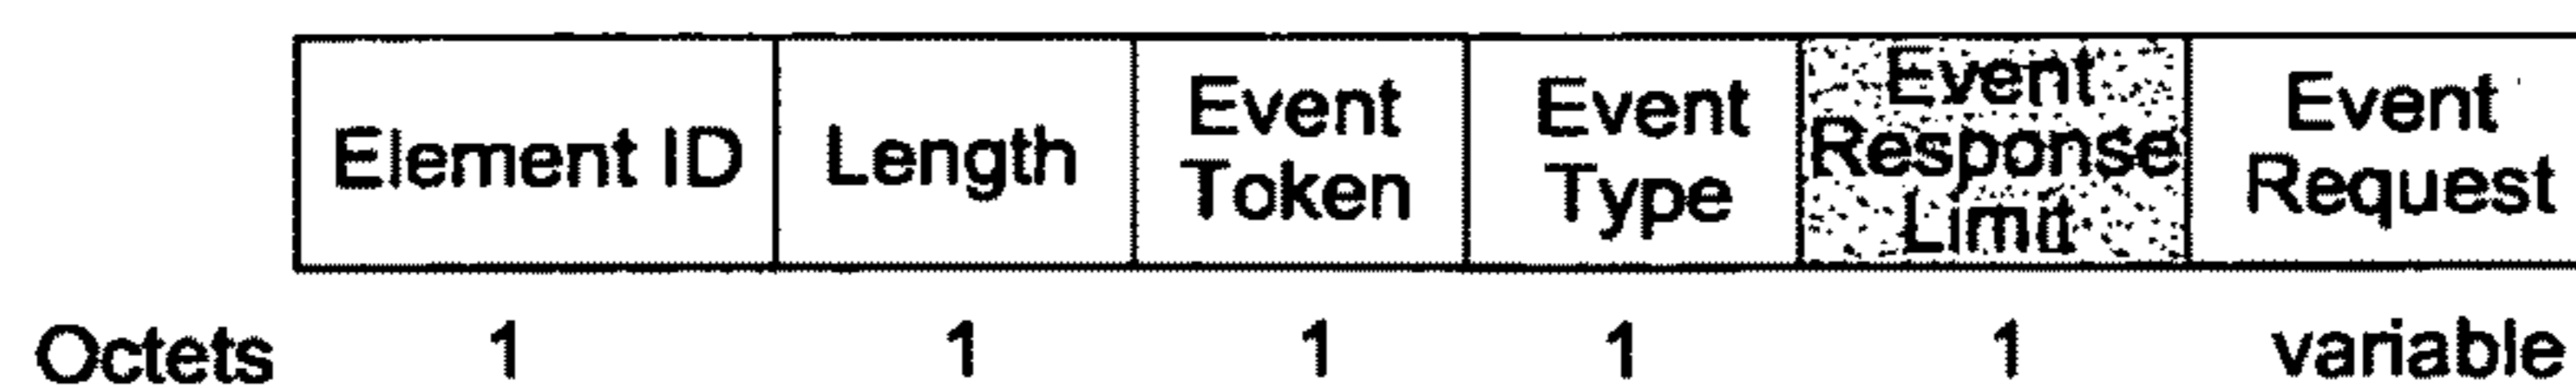 Element ID
Length
Event
Token
Event
Type
Event
Response
Limit
Event
Request
Octets 1 1 1 1 1 variable